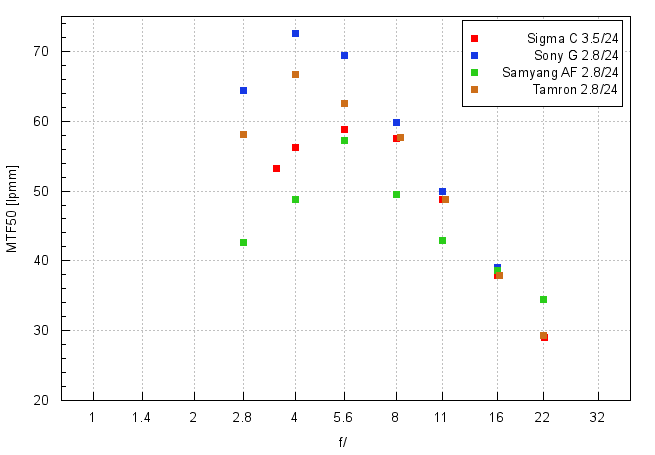 70
60
50
40
30
20
MTF50 [lpmm]
Sigma C 3.5/24
Sony G 2.8/24
Samyang AF 2.8/24
Tamron 2.8/24
1 1.4 2 2.8 4 5.6 8 11 16 22 32
f/